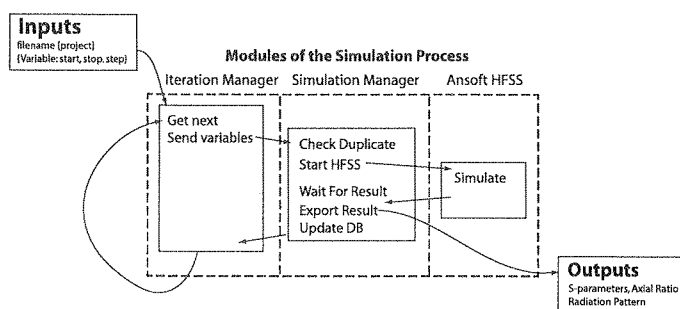 Inputs
filename {project}
{Variable: start, stop. step}
Modules of the Simulation Process
Iteration Manager Simulation Manager Ansoft HFSS
Get next
Send variables
Check Duplicate
Start HFSS
Simulate
Wait For Result
Export Result
Update DB
Outputs
S-parameters, Axial Ratio
Radiation Pattern